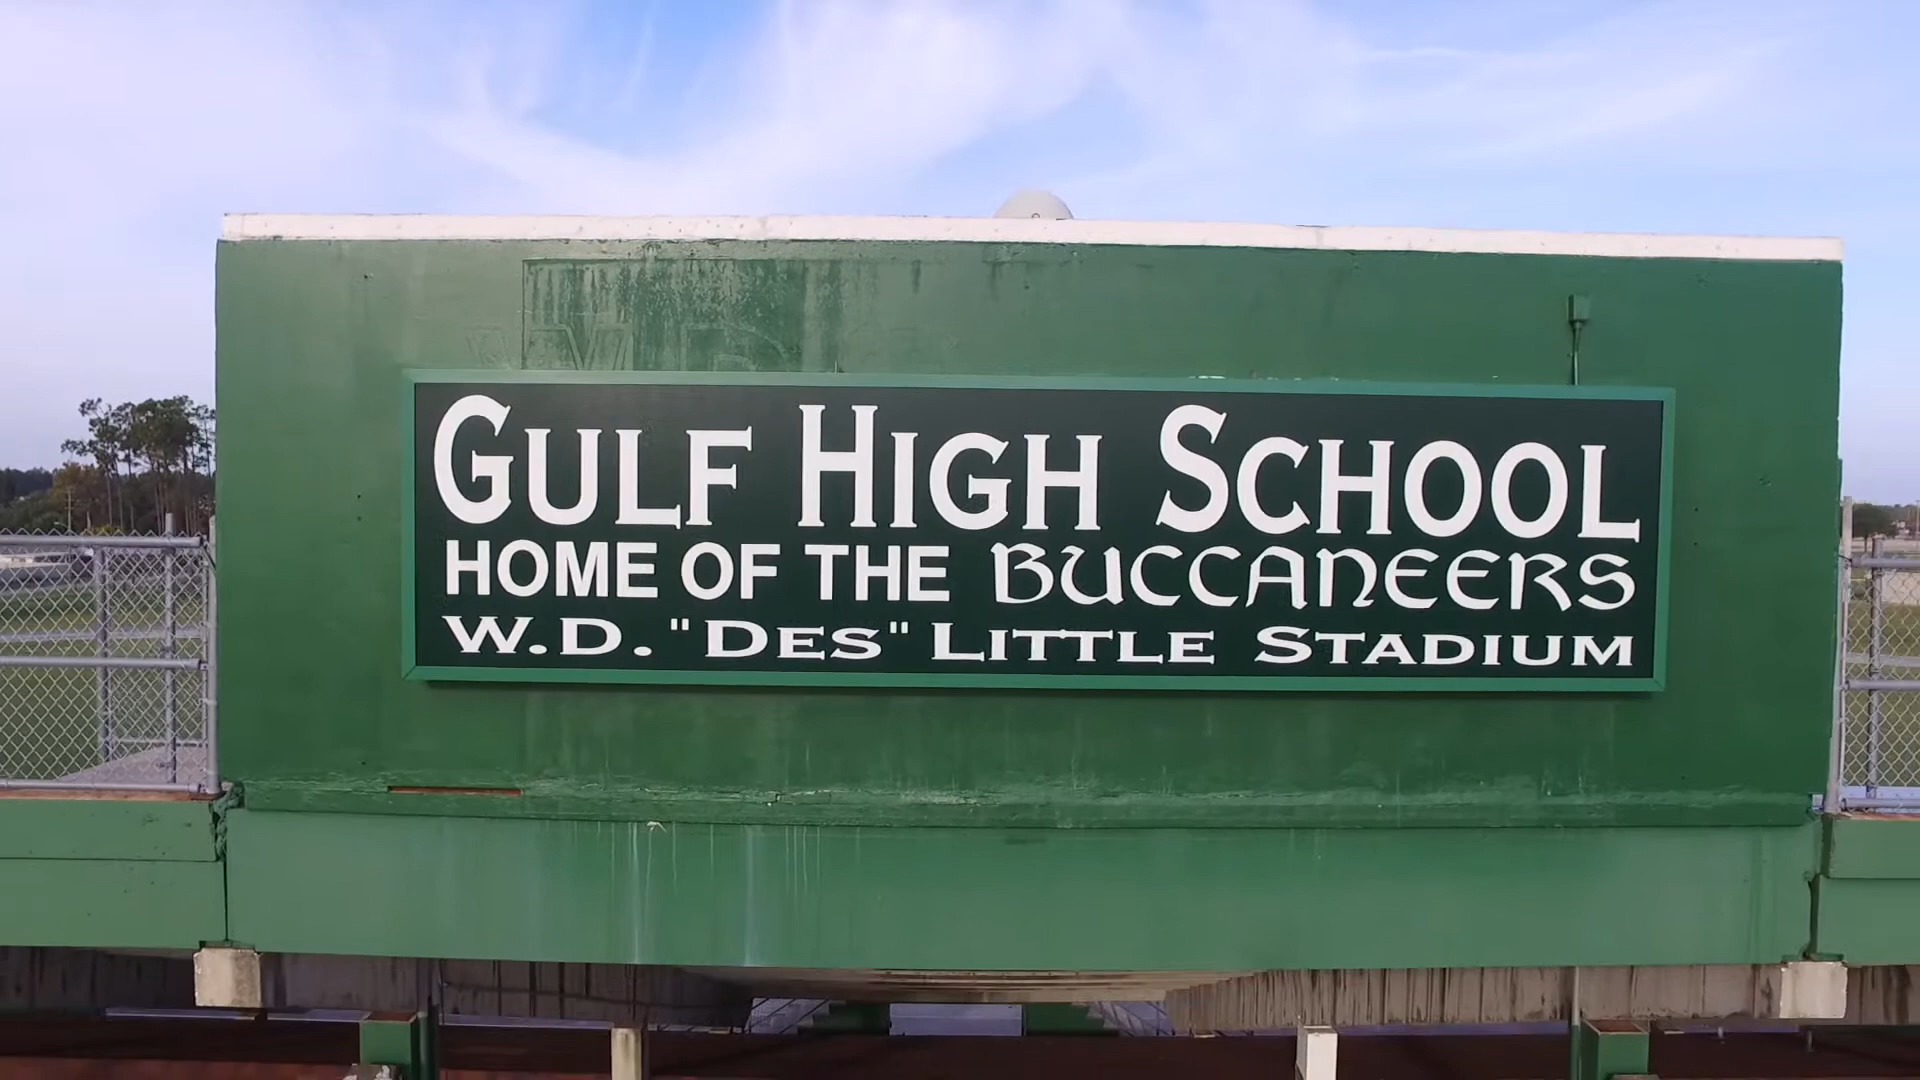 GULF HIGH SCHOOL
HOME OF THE BUCCANEERS
W.D. "DES" LITTLE STADIUM